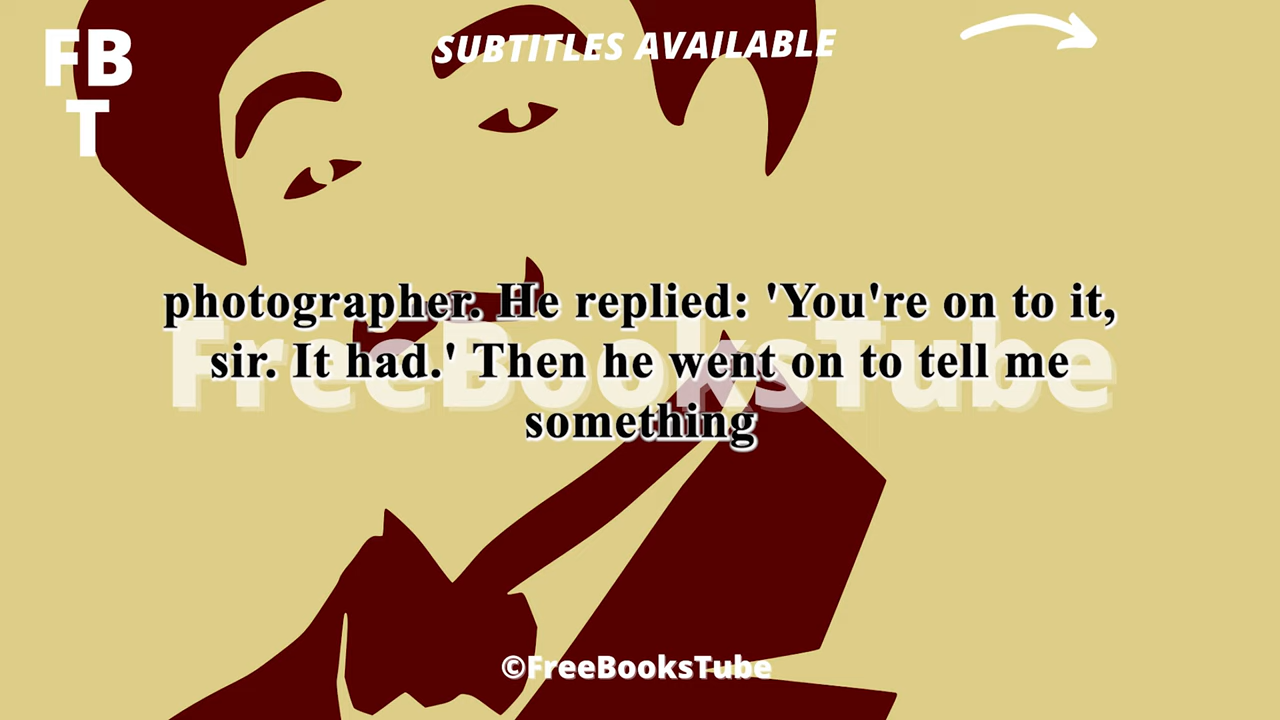 FB
T
SUBTITLES AVAILABLE
photographer. He replied: 'You're on to it,
sir. It had.' Then he went on to tell me
something
FreeBooksTube
©FreeBooksTube